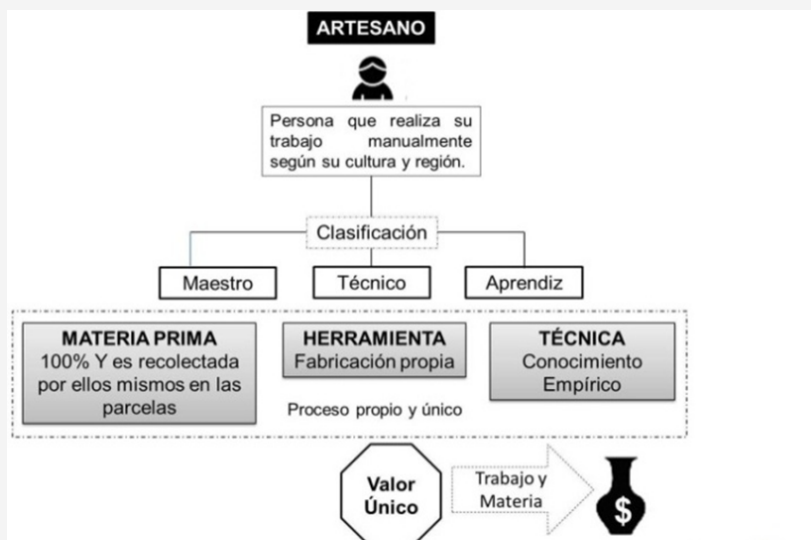 ARTESANO
Persona que realiza su
trabajo manualmente
según su cultura y región.
Clasificación
Maestro
Técnico
Aprendiz
MATERIA PRIMA
100% Y es recolectada
por ellos mismos en las
parcelas
HERRAMIENTA
Fabricación propia
TÉCNICA
Conocimiento
Empírico
Proceso propio y único
Valor
Único
Trabajo y
Materia
$